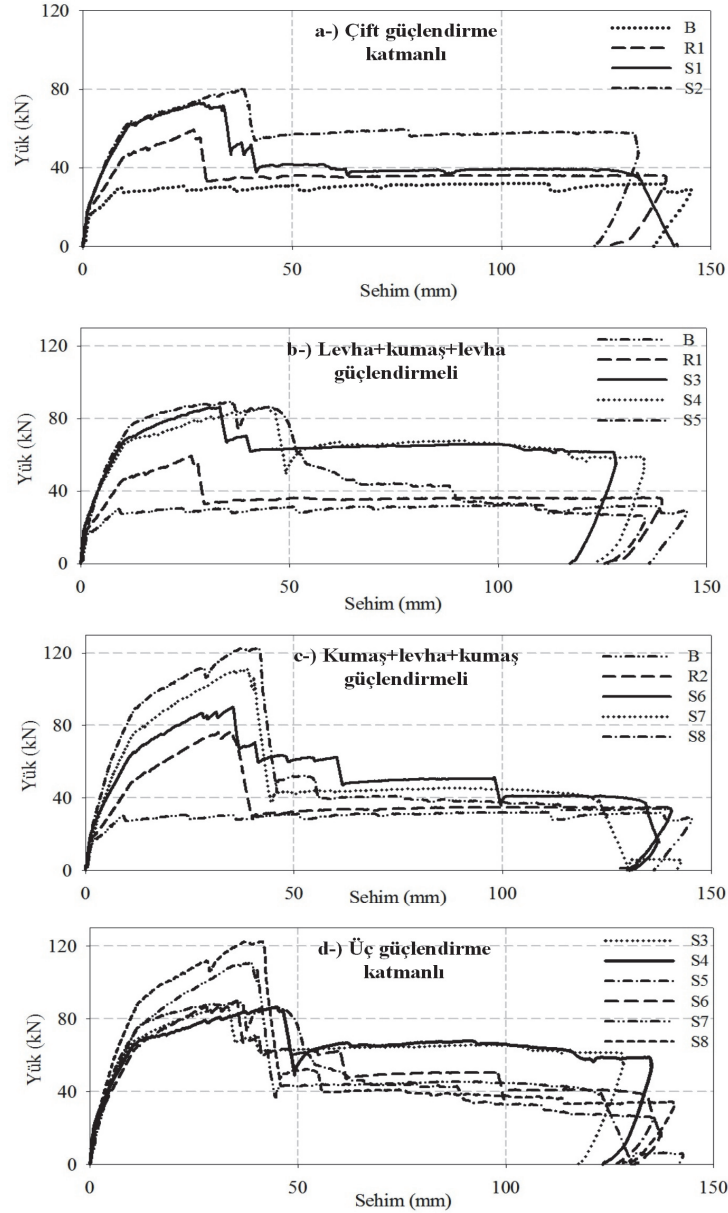 a-) Çift güçlendirme
katmanlı
B
R1
S1
S2
120
80
40
0
Yük (kN)
0
50
100
150
Sehim (mm)
b-) Levha+kumaş+levha
güçlendirmeli
B
R1
S3
S4
S5
120
80
40
0
Yük (kN)
0
50
100
150
Sehim (mm)
c-) Kumaş+levha+kumaş
güçlendirmeli
B
R2
S6
S7
S8
120
80
40
0
Yük (kN)
0
50
100
150
Sehim (mm)
d-) Üç güçlendirme
katmanlı
S3
S4
S5
S6
S7
S8
120
80
40
0
Yük (kN)
0
50
100
150
Sehim (mm)